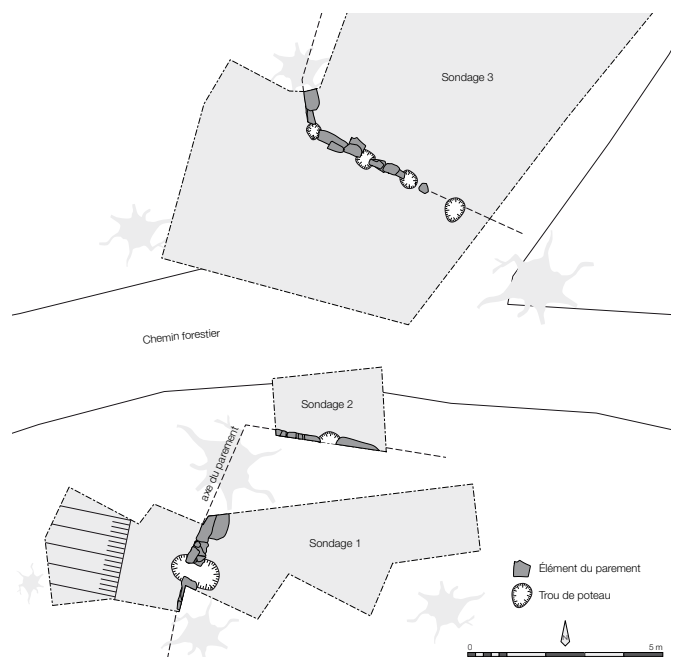 Sondage 3
Chemin forestier
Sondage 2
axe du parement
Sondage 1
Élément du parement
Trou de poteau
N
0 5 m